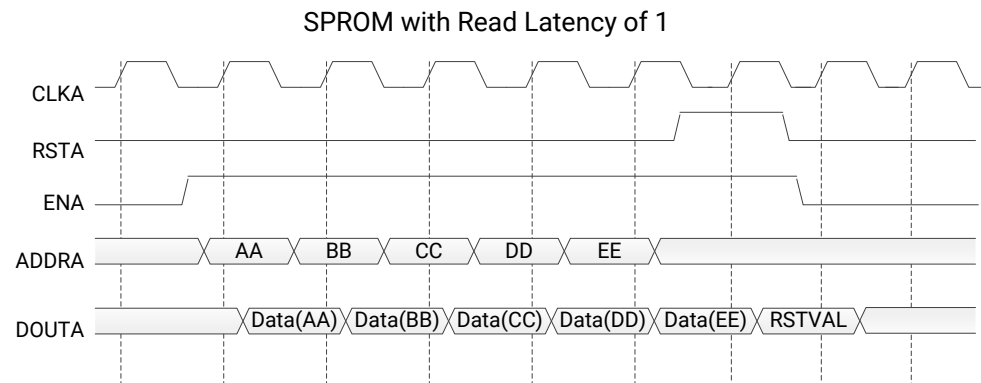 SPROM with Read Latency of 1
CLKA
RSTA
ENA
ADDRA AA BB CC DD EE
DOUTA Data(AA) Data(BB) Data(CC) Data(DD) Data(EE) RSTVAL